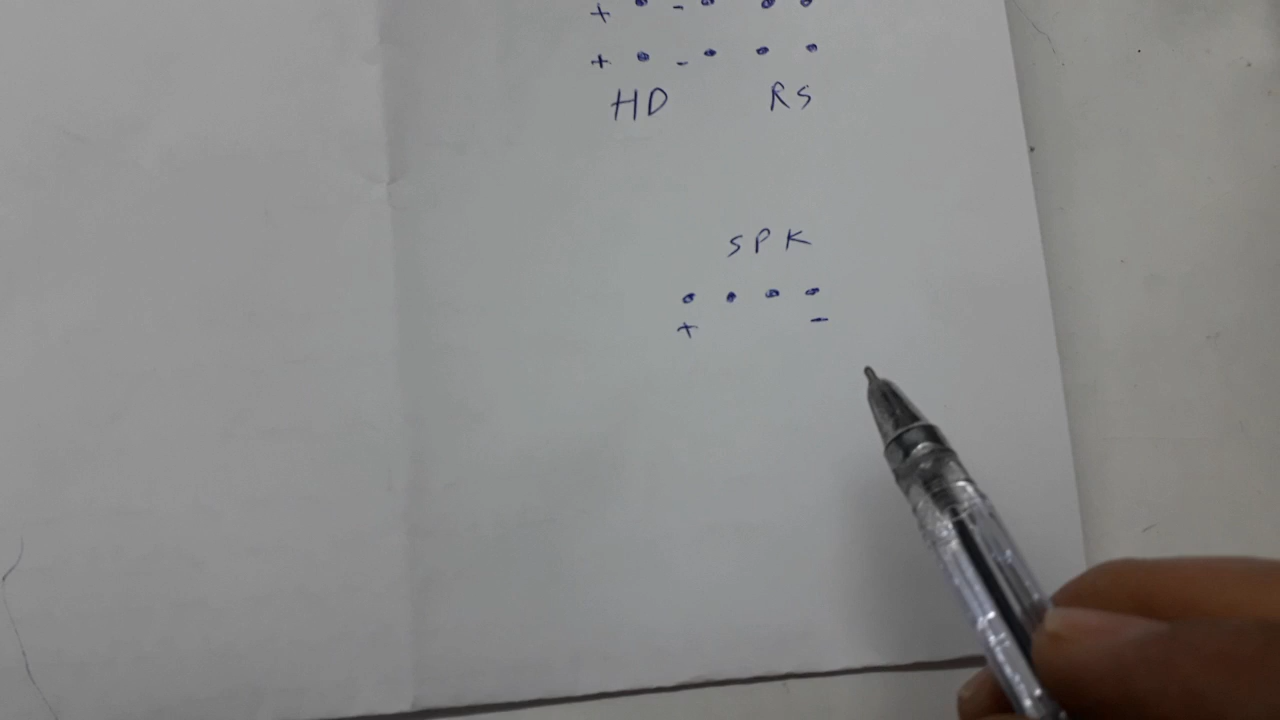 + -
+ -
HD RS
SPK
+ -